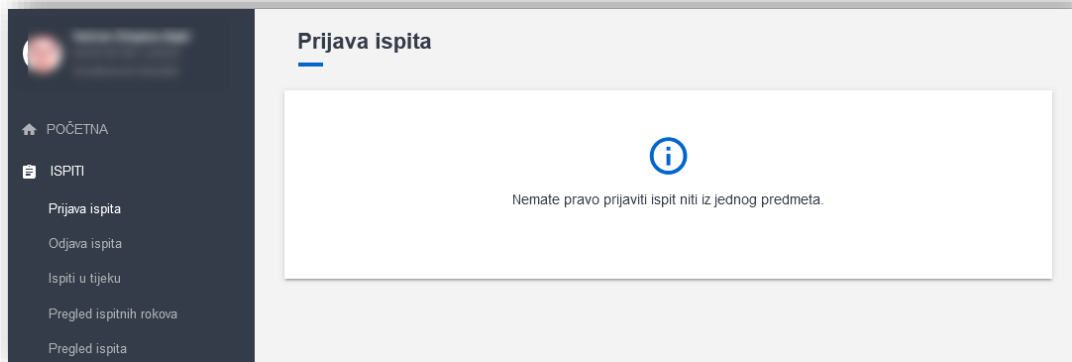 Prijava ispita
POČETNA
ISPITI
Prijava ispita
Odjava ispita
Ispiti u tijeku
Pregled ispitnih rokova
Pregled ispita
Nemate pravo prijaviti ispit niti iz jednog predmeta.